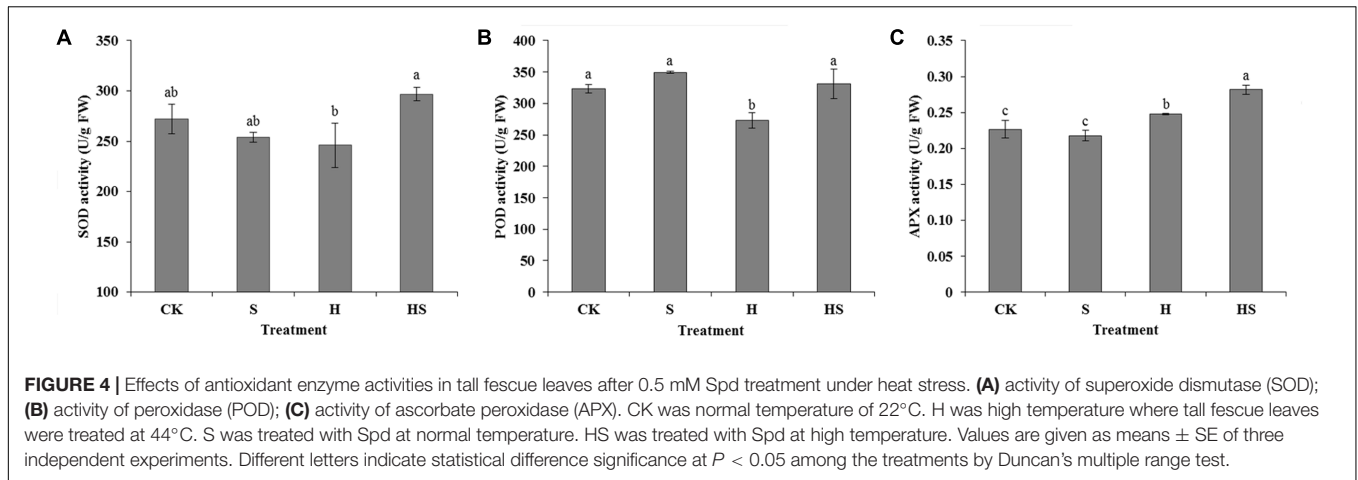 A
350
300
250
200
150
100
SOD activity (U/g FW)
ab
ab
b
a
CK S H HS
Treatment
B
400
350
300
250
200
150
100
50
0
POD activity (U/g FW)
a
a
b
a
CK S H HS
Treatment
C
0.35
0.30
0.25
0.20
0.15
0.10
0.05
0
APX activity (U/g FW)
c
c
b
a
CK S H HS
Treatment
FIGURE 4 | Effects of antioxidant enzyme activities in tall fescue leaves after 0.5 mM Spd treatment under heat stress. (A) activity of superoxide dismutase (SOD);
(B) activity of peroxidase (POD); (C) activity of ascorbate peroxidase (APX). CK was normal temperature of 22°C. H was high temperature where tall fescue leaves
were treated at 44°C. S was treated with Spd at normal temperature. HS was treated with Spd at high temperature. Values are given as means ± SE of three
independent experiments. Different letters indicate statistical difference significance at P < 0.05 among the treatments by Duncan's multiple range test.